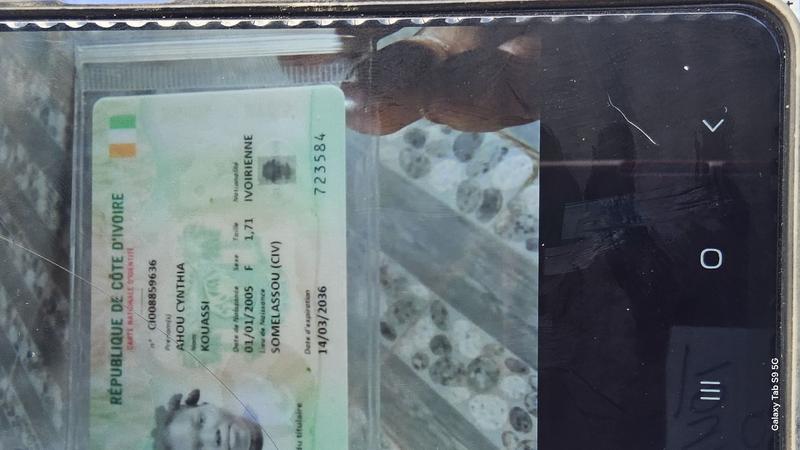 RÉPUBLIQUE DE CÔTE D'IVOIRE
CARTE NATIONALE D'IDENTITÉ
n° CI008859636
Prénom(s)
AHOU CYNTHIA
Nom
KOUASSI
Date de Naissance Sexe Taille Nationalité
01/01/2005 F 1,71 IVOIRIENNE
Lieu de Naissance
SOMELASSOU (CIV)
Date d'expiration
14/03/2036
723584
du titulaire
Galaxy Tab S9 5G